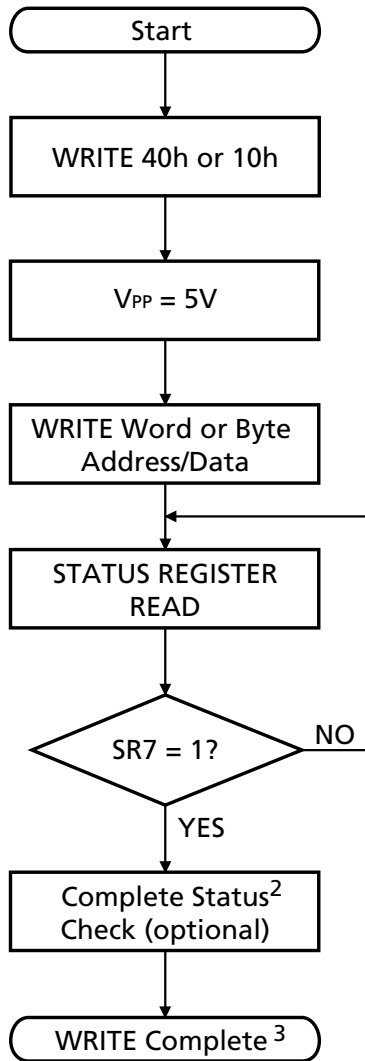 Start
WRITE 40h or 10h
VPP = 5V
WRITE Word or Byte
Address/Data
STATUS REGISTER
READ
SR7 = 1?
NO
YES
Complete Status2
Check (optional)
WRITE Complete 3